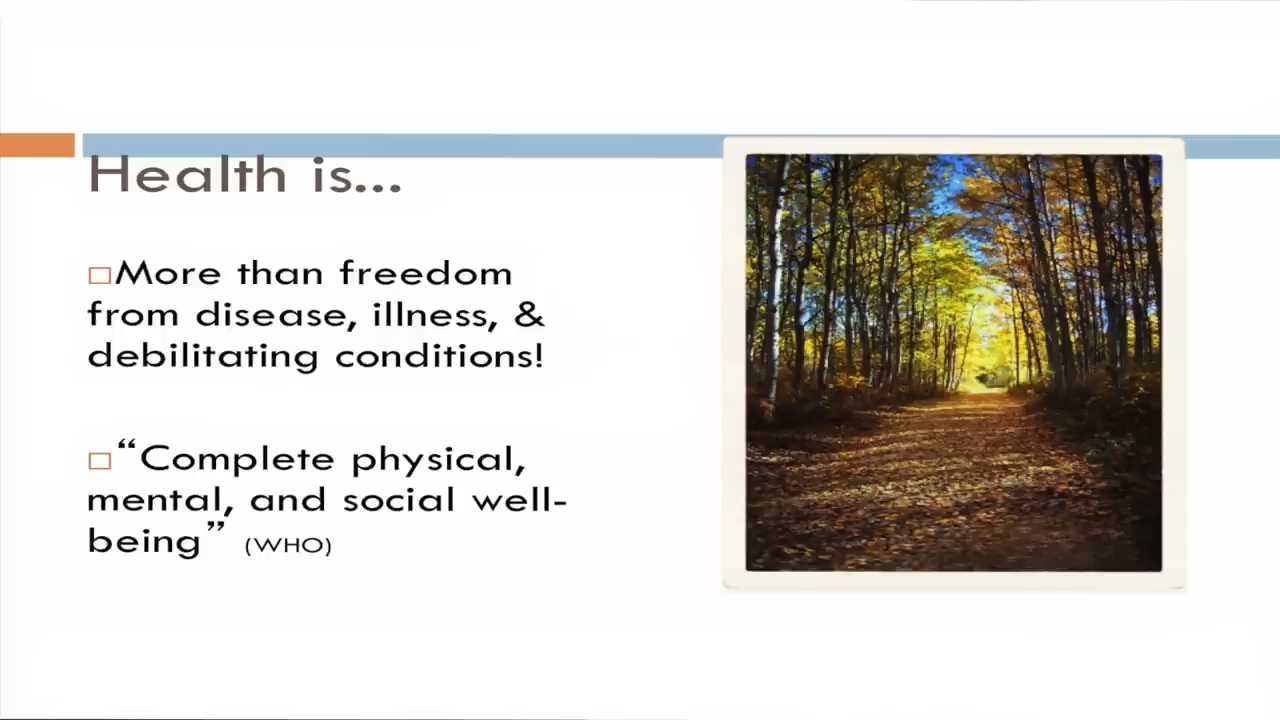 Health is...
□More than freedom
from disease, illness, &
debilitating conditions!
□“Complete physical,
mental, and social well-
being” (WHO)